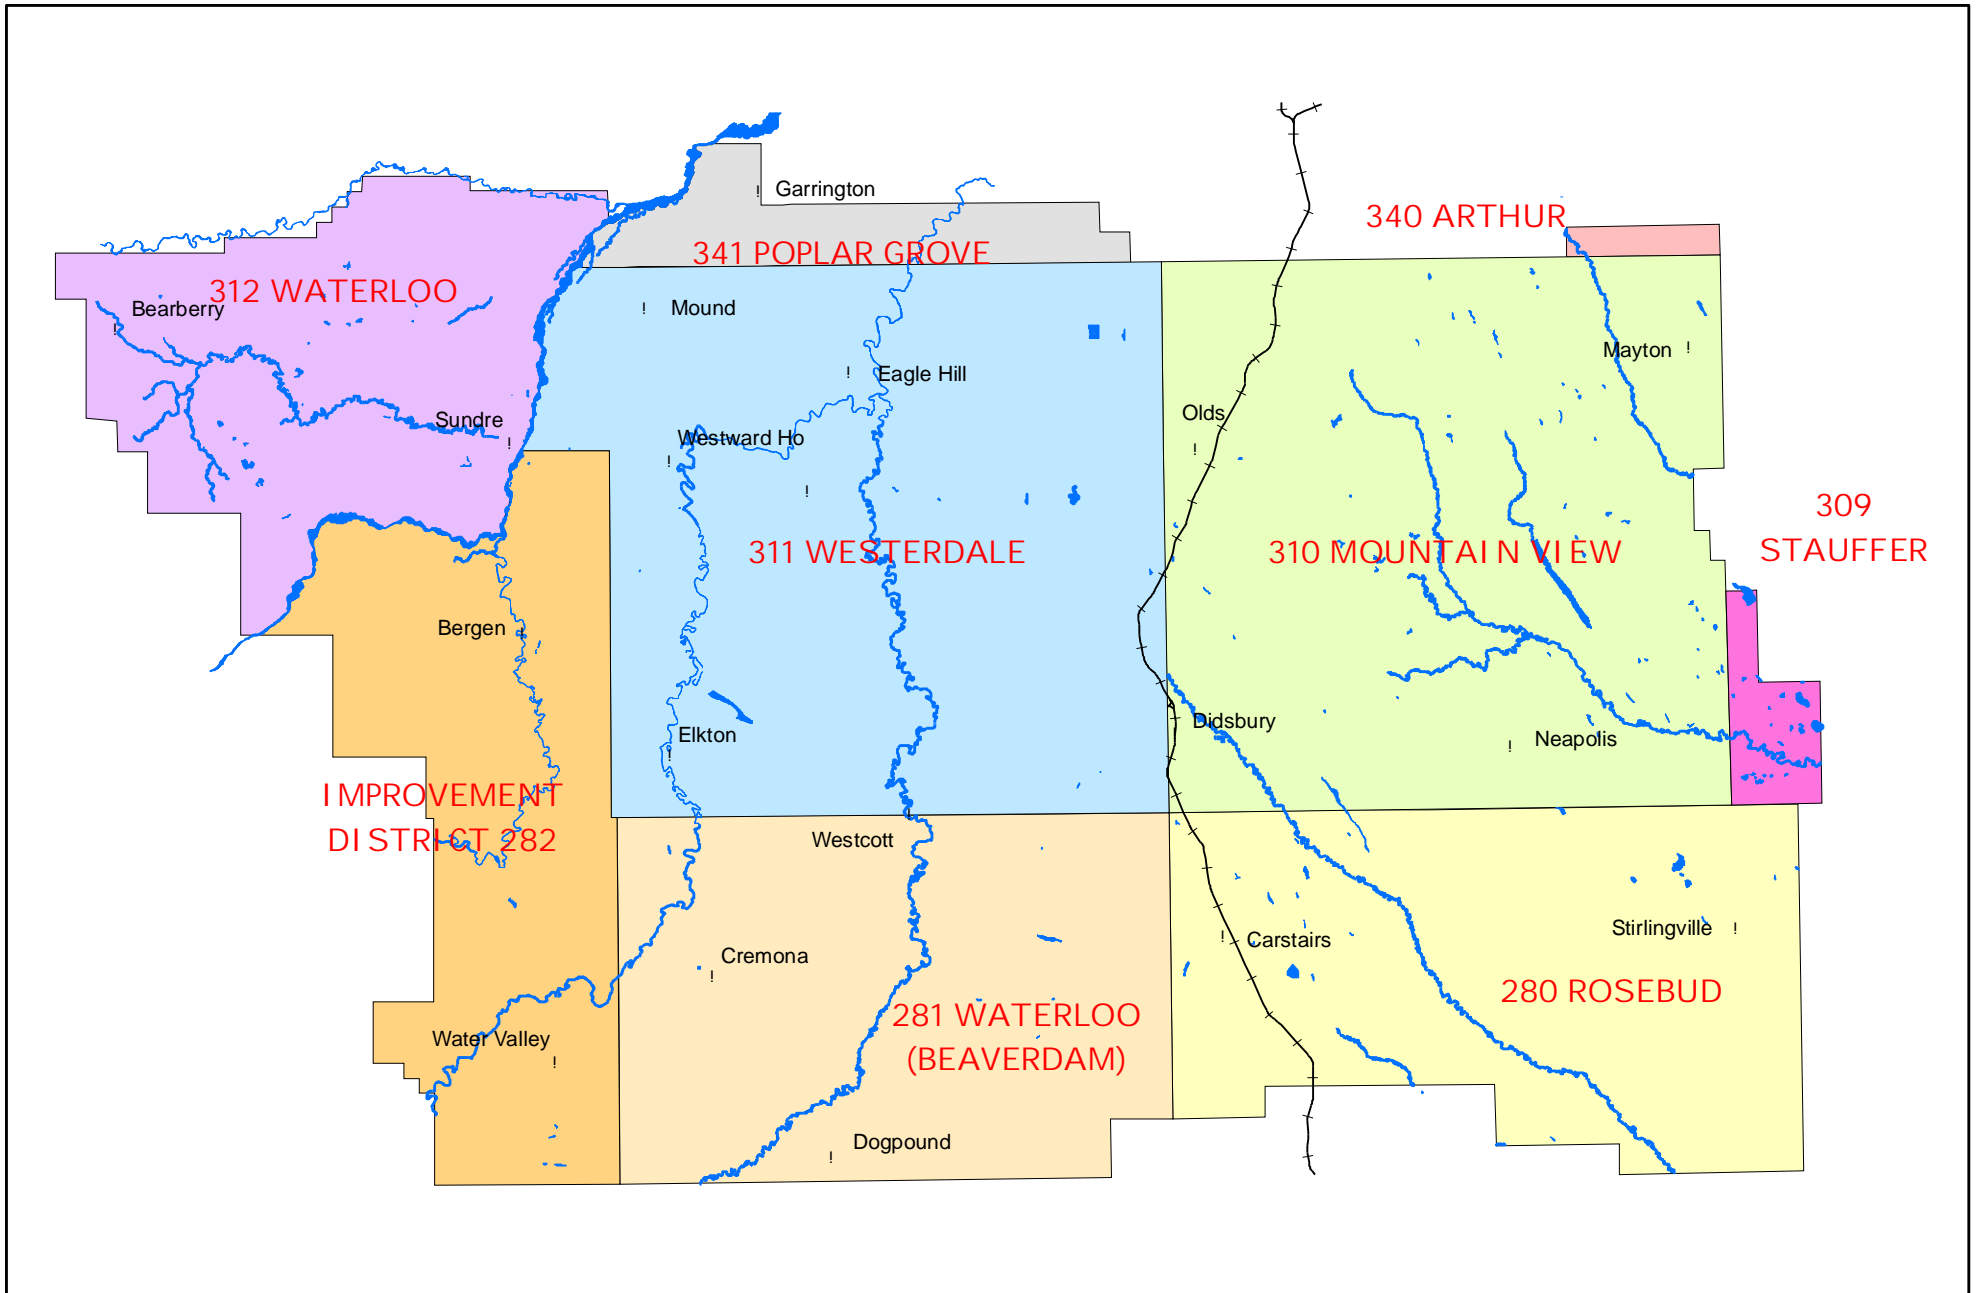 Garrington
340 ARTHUR
341 POPLAR GROVE
312 WATERLOO
Bearberry
Mound
Mayton
Eagle Hill
Olds
Sundre
Westward Ho
309
STAUFFER
311 WESTERDALE
310 MOUNTAIN VIEW
Bergen
Didsbury
Elkton
Neapolis
IMPROVEMENT
DISTRICT 282
Westcott
Stirlingville
Carstairs
Cremona
280 ROSEBUD
281 WATERLOO
(BEAVERDAM)
Water Valley
Dogpound